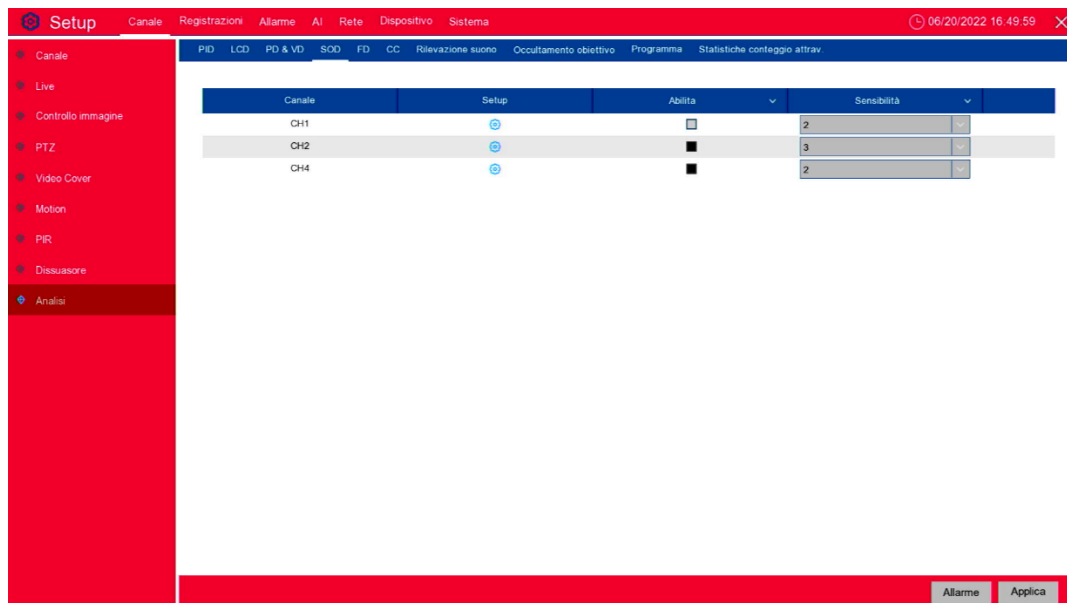 Setup Canale Registrazioni Allarme AI Rete Dispositivo Sistema 06/20/2022 16:49:59
PID LCD PD & VD SOD FD CC Rilevazione suono Occultamento obiettivo Programma Statistiche conteggio attrav.
Canale
Live
Controllo immagine
PTZ
Video Cover
Motion
PIR
Dissuasore
Analisi
Canale Setup Abilita Sensibilità
CH1 2
CH2 3
CH4 2
Allarme Applica